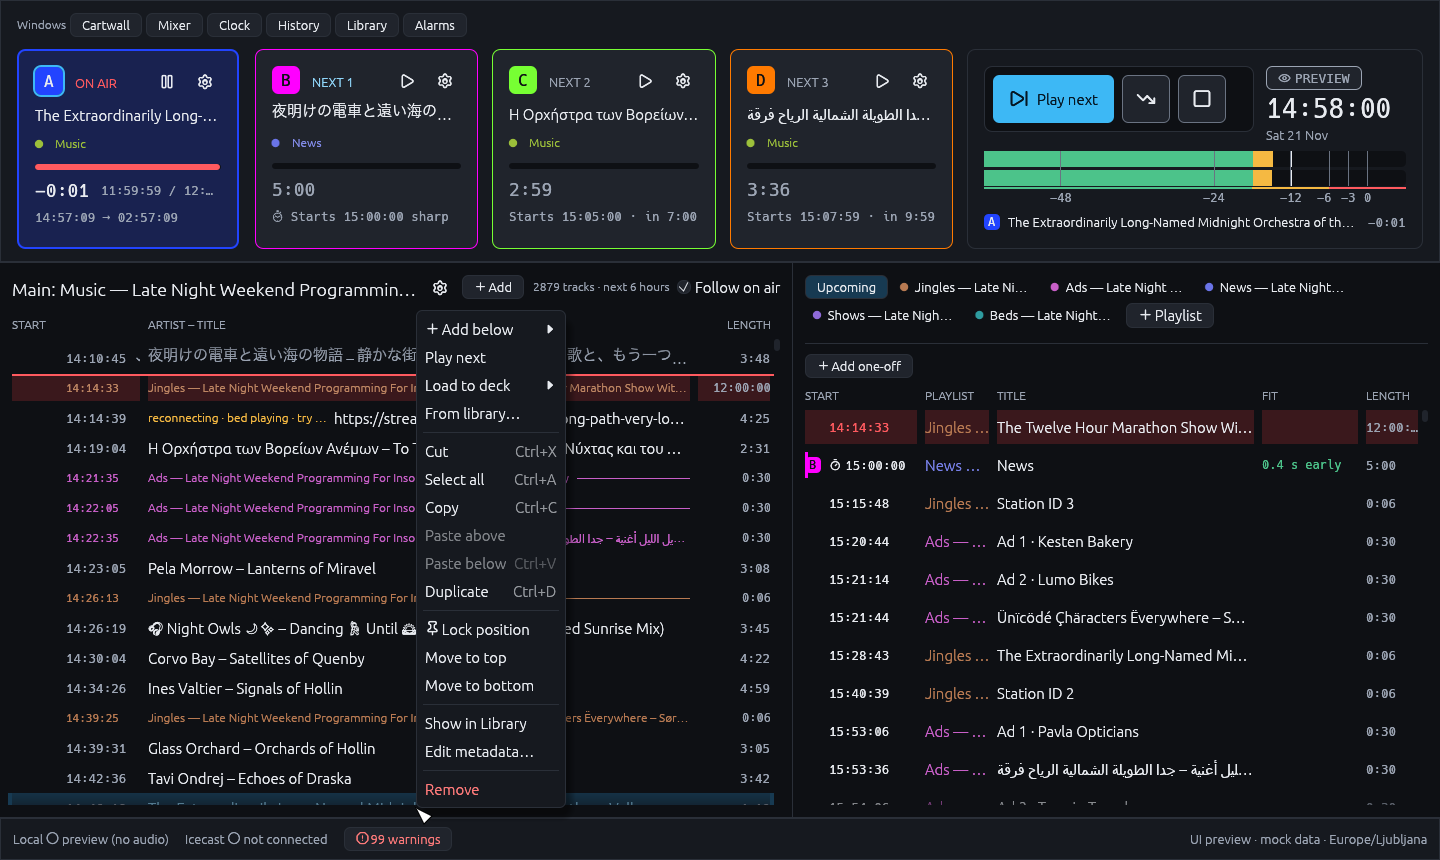 Windows Cartwall Mixer Clock History Library Alarms
A ON AIR
The Extraordinarily Long-…
Music
−0:01 11:59:59 / 12:…
14:57:09 → 02:57:09
B NEXT 1
夜明けの電車と遠い海の…
News
5:00
Starts 15:00:00 sharp
C NEXT 2
Η Ορχήστρα των Βορείων…
Music
2:59
Starts 15:05:00 · in 7:00
D NEXT 3
جدا الطويلة الشمالية الرياح فرقة…
Music
3:36
Starts 15:07:59 · in 9:59
Play next
PREVIEW
14:58:00
Sat 21 Nov
−48 −24 −12 −6 −3 0
A The Extraordinarily Long-Named Midnight Orchestra of th… −0:01
Main: Music — Late Night Weekend Programmin… + Add 2879 tracks · next 6 hours Follow on air
START ARTIST – TITLE LENGTH
14:10:45 夜明けの電車と遠い海の物語 – 静かな街 歌と、もう一つ… 3:48
14:14:33 Jingles — Late Night Weekend Programming For Marathon Show Wit… 12:00:00
14:14:39 reconnecting · bed playing · try … https://strea ong-path-very-lo… 4:25
14:19:04 Η Ορχήστρα των Βορείων Ανέμων – Το Νύχτας και του … 2:31
14:21:35 Ads — Late Night Weekend Programming For Inso 0:30
14:22:05 Ads — Late Night Weekend Programming For Inso 0:30
14:22:35 Ads — Late Night Weekend Programming For Inso ليل الليل أغنية – جدا الطو… 0:30
14:23:05 Pela Morrow – Lanterns of Miravel 3:08
14:26:13 Jingles — Late Night Weekend Programming For 0:06
14:26:19 Night Owls – Dancing Until ed Sunrise Mix) 3:45
14:30:04 Corvo Bay – Satellites of Quenby 4:22
14:34:26 Ines Valtier – Signals of Hollin 4:59
14:39:25 Jingles — Late Night Weekend Programming For ers Ëverywhere – Sør… 0:06
14:39:31 Glass Orchard – Orchards of Hollin 3:05
14:42:36 Tavi Ondrej – Echoes of Draska 3:42
+ Add below
Play next
Load to deck
From library…
Cut Ctrl+X
Select all Ctrl+A
Copy Ctrl+C
Paste above
Paste below Ctrl+V
Duplicate Ctrl+D
Lock position
Move to top
Move to bottom
Show in Library
Edit metadata…
Remove
Upcoming Jingles — Late Ni… Ads — Late Night … News — Late Night…
Shows — Late Nigh… Beds — Late Night… + Playlist
+ Add one-off
START PLAYLIST TITLE FIT LENGTH
14:14:33 Jingles … The Twelve Hour Marathon Show Wi… 12:00:…
B 15:00:00 News … News 0.4 s early 5:00
15:15:48 Jingles … Station ID 3 0:06
15:20:44 Ads — … Ad 1 · Kesten Bakery 0:30
15:21:14 Ads — … Ad 2 · Lumo Bikes 0:30
15:21:44 Ads — … Ünïcödé Çhäracters Ëverywhere – S… 0:30
15:28:43 Jingles … The Extraordinarily Long-Named Mi… 0:06
15:40:39 Jingles … Station ID 2 0:06
15:53:06 Ads — … Ad 1 · Pavla Opticians 0:30
15:53:36 Ads — … ليل أغنية – جدا الطويلة الشمالية الرياح فرقة… 0:30
Local preview (no audio) Icecast not connected 99 warnings UI preview · mock data · Europe/Ljubljana